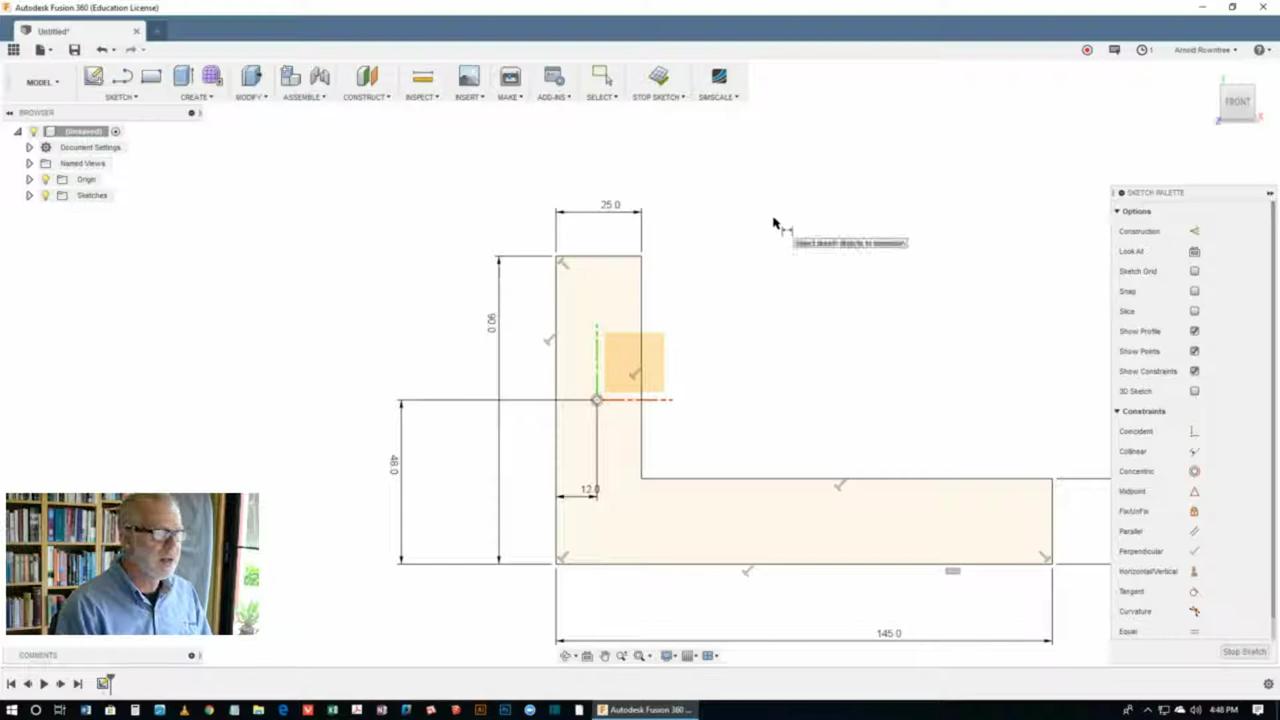 Autodesk Fusion 360 (Education License)
Untitled*
Arnold Rowntree
MODEL
SKETCH
CREATE
MODIFY
ASSEMBLE
CONSTRUCT
INSPECT
INSERT
MAKE
ADD-INS
SELECT
STOP SKETCH
SIMSCALE
FRONT
BROWSER
(Unsaved)
Document Settings
Named Views
Origin
Sketches
25.0
90.0
48.0
12.0
145.0
SKETCH PALETTE
Options
Construction
Look At
Sketch Grid
Snap
Slice
Show Profile
Show Points
Show Constraints
3D Sketch
Constraints
Coincident
Collinear
Concentric
Midpoint
Fix/UnFix
Parallel
Perpendicular
Horizontal/Vertical
Tangent
Curvature
Equal
Stop Sketch
COMMENTS
Autodesk Fusion 360 ...
4:48 PM